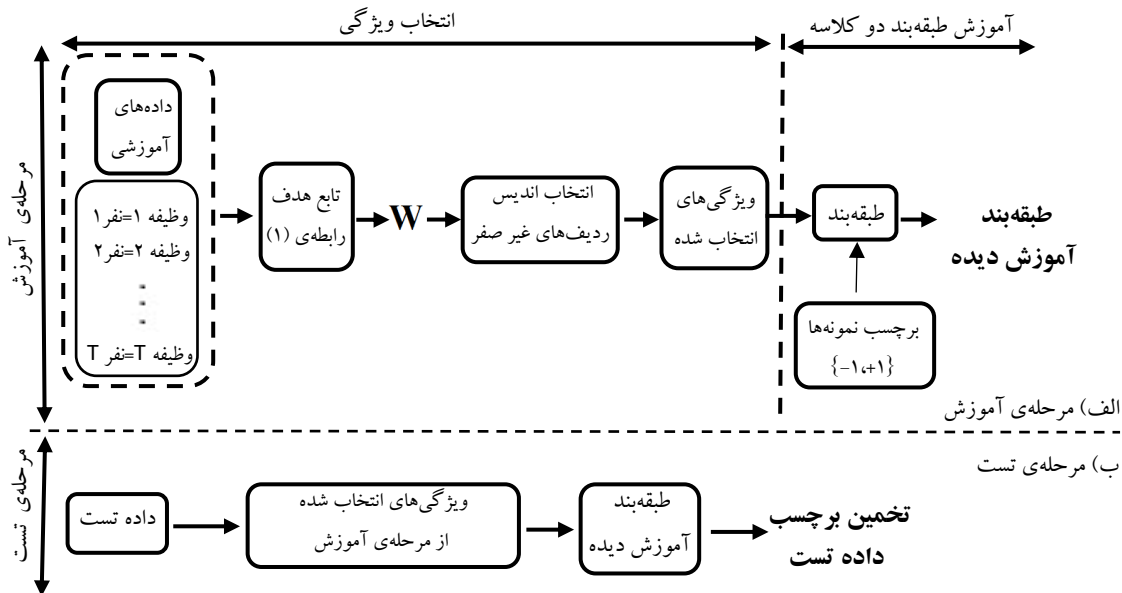 انتخاب ویژگی
آموزش طبقه‌بند دو کلاسه
مرحله‌ی آموزش
داده‌های
آموزشی
وظیفه ۱=نفر ۱
وظیفه ۲=نفر۲
وظیفه T=نفر T
تابع هدف
رابطه‌ی (۱)
W
انتخاب اندیس
ردیف‌های غیر صفر
ویژگی‌های
انتخاب شده
طبقه‌بند
طبقه‌بند
آموزش دیده
برچسب نمونه‌ها
{-۱،+۱}
الف) مرحله‌ی آموزش
ب) مرحله‌ی تست
مرحله‌ی تست
داده تست
ویژگی‌های انتخاب شده
از مرحله‌ی آموزش
طبقه‌بند
آموزش دیده
تخمین برچسب
داده تست